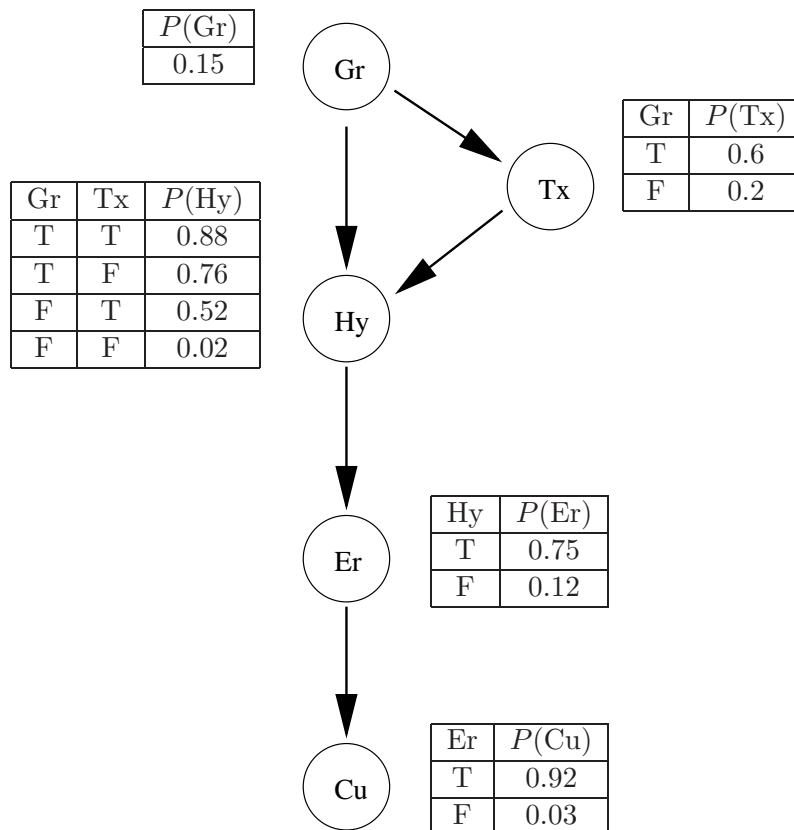 P(Gr)
0.15
Gr
Gr P(Tx)
T 0.6
F 0.2
Tx
Gr Tx P(Hy)
T T 0.88
T F 0.76
F T 0.52
F F 0.02
Hy
Hy P(Er)
T 0.75
F 0.12
Er
Er P(Cu)
T 0.92
F 0.03
Cu